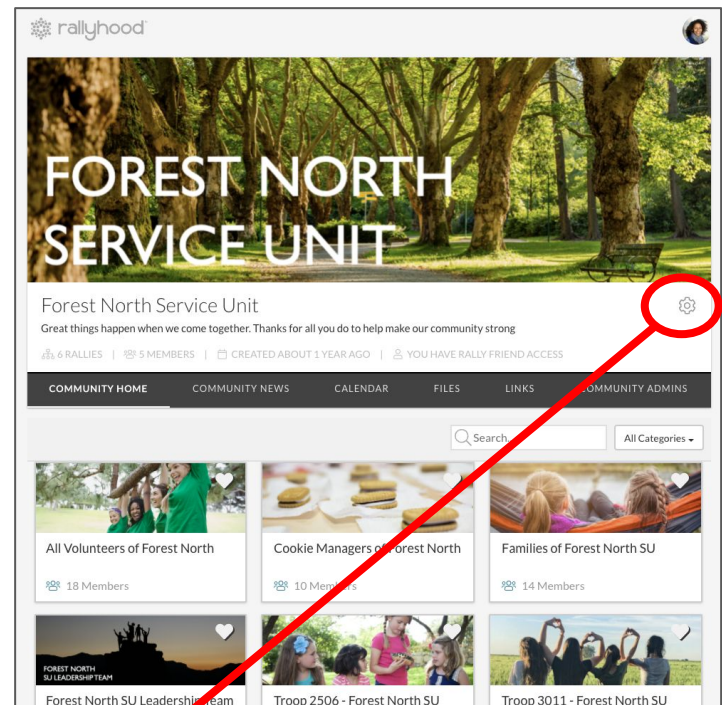 rallyhood
FOREST NORTH
SERVICE UNIT
Forest North Service Unit
Great things happen when we come together. Thanks for all you do to help make our community strong
6 RALLIES | 5 MEMBERS | CREATED ABOUT 1 YEAR AGO | YOU HAVE RALLY FRIEND ACCESS
COMMUNITY HOME COMMUNITY NEWS CALENDAR FILES LINKS COMMUNITY ADMINS
Search... All Categories
All Volunteers of Forest North Cookie Managers of Forest North Families of Forest North SU
18 Members 10 Members 14 Members
FOREST NORTH
SU LEADERSHIP TEAM
Forest North SU Leadership Team Troop 2506 - Forest North SU Troop 3011 - Forest North SU